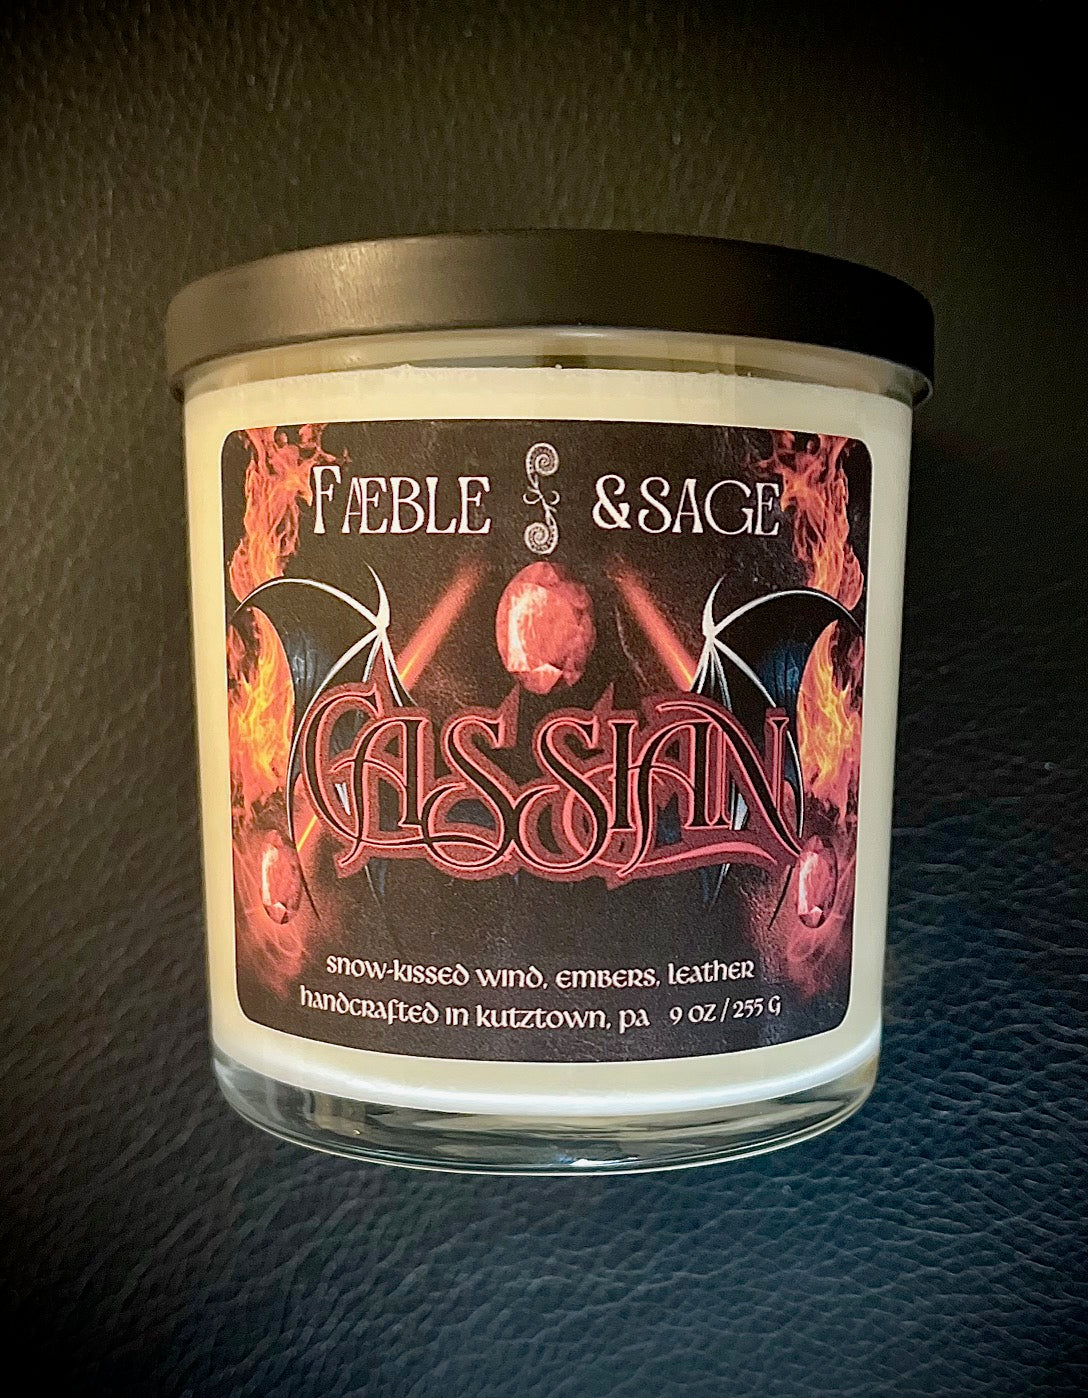 FÆBLE &SAGE
CASSIAN
snow-kissed wind, embers, leather
handcrafted in kutztown, pa 9 oz / 255 g